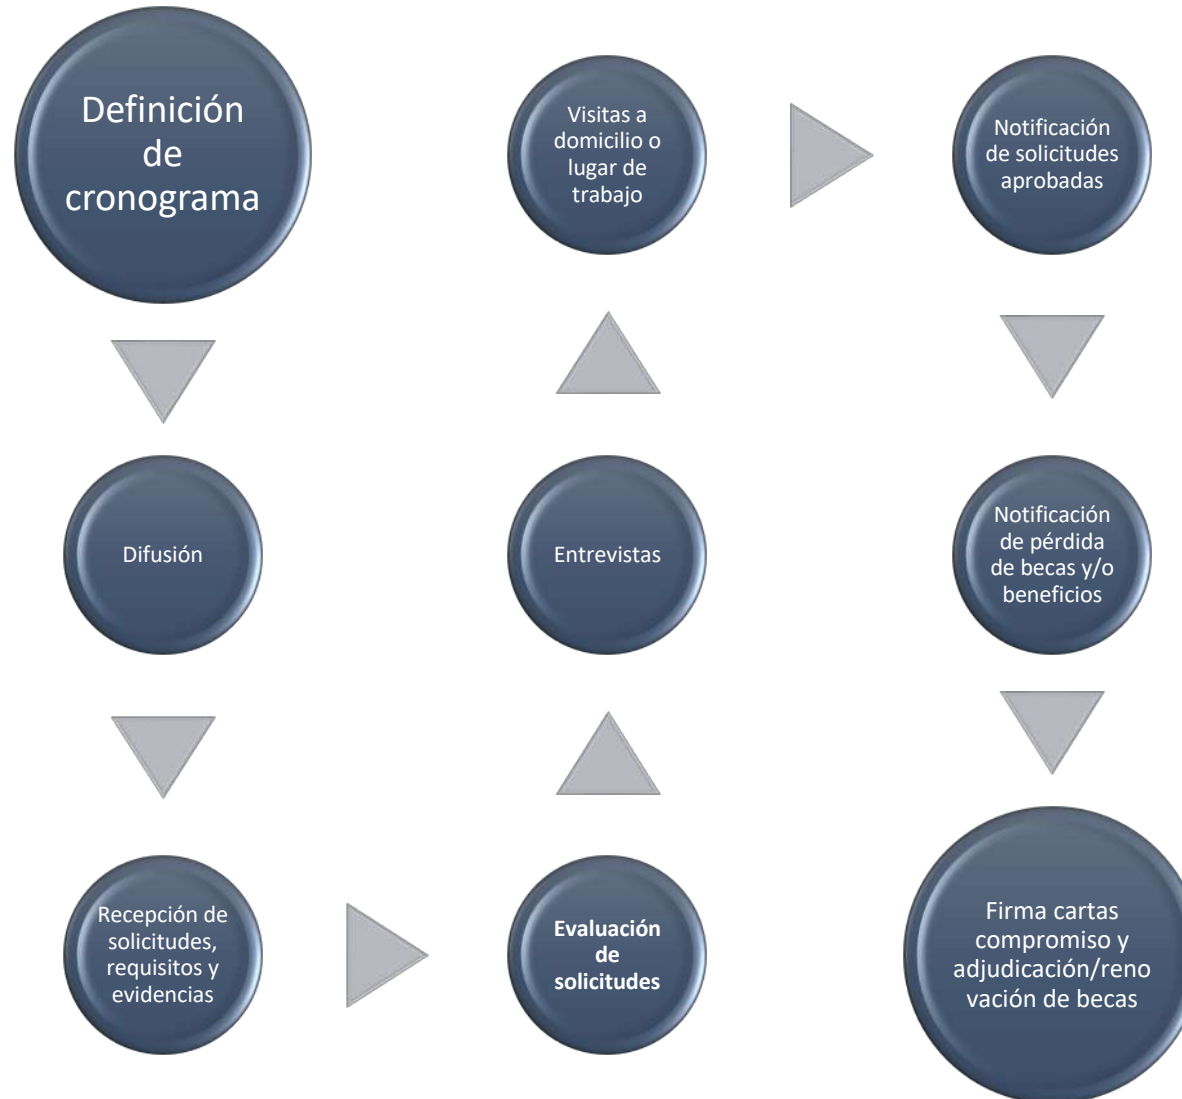 Definición
de
cronograma
Difusión
Recepción de
solicitudes,
requisitos y
evidencias
Evaluación
de
solicitudes
Entrevistas
Visitas a
domicilio o
lugar de
trabajo
Notificación
de solicitudes
aprobadas
Notificación
de pérdida
de becas y/o
beneficios
Firma cartas
compromiso y
adjudicación/reno
vación de becas